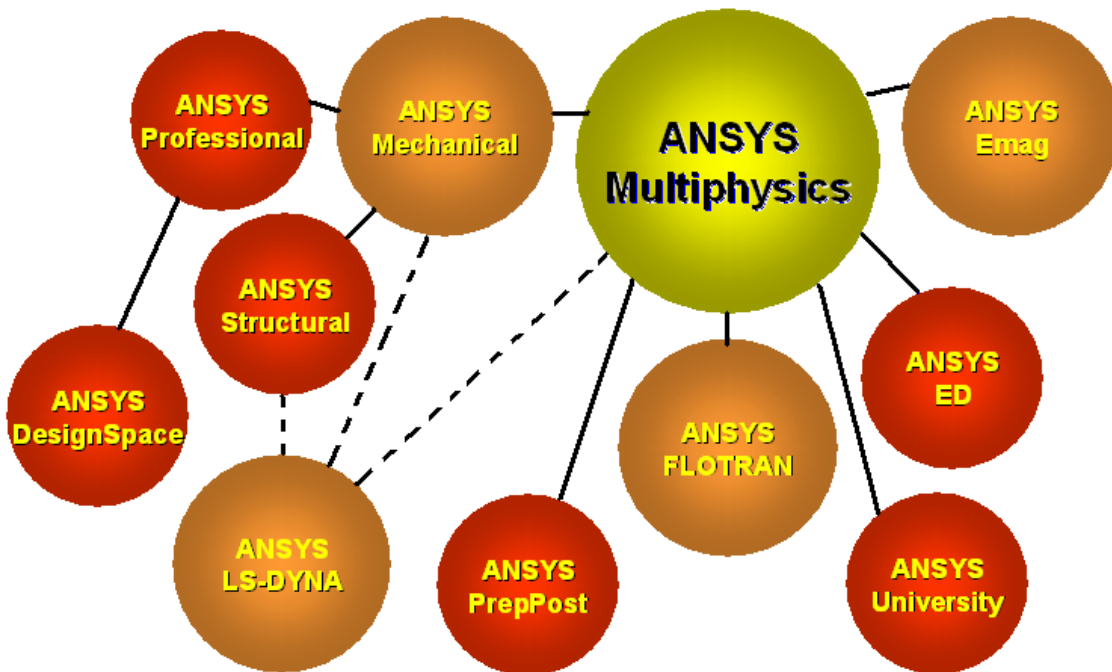 ANSYS
Professional
ANSYS
Mechanical
ANSYS
Multiphysics
ANSYS
Emag
ANSYS
Structural
ANSYS
DesignSpace
ANSYS
ED
ANSYS
FLOTRAN
ANSYS
LS-DYNA
ANSYS
PrepPost
ANSYS
University